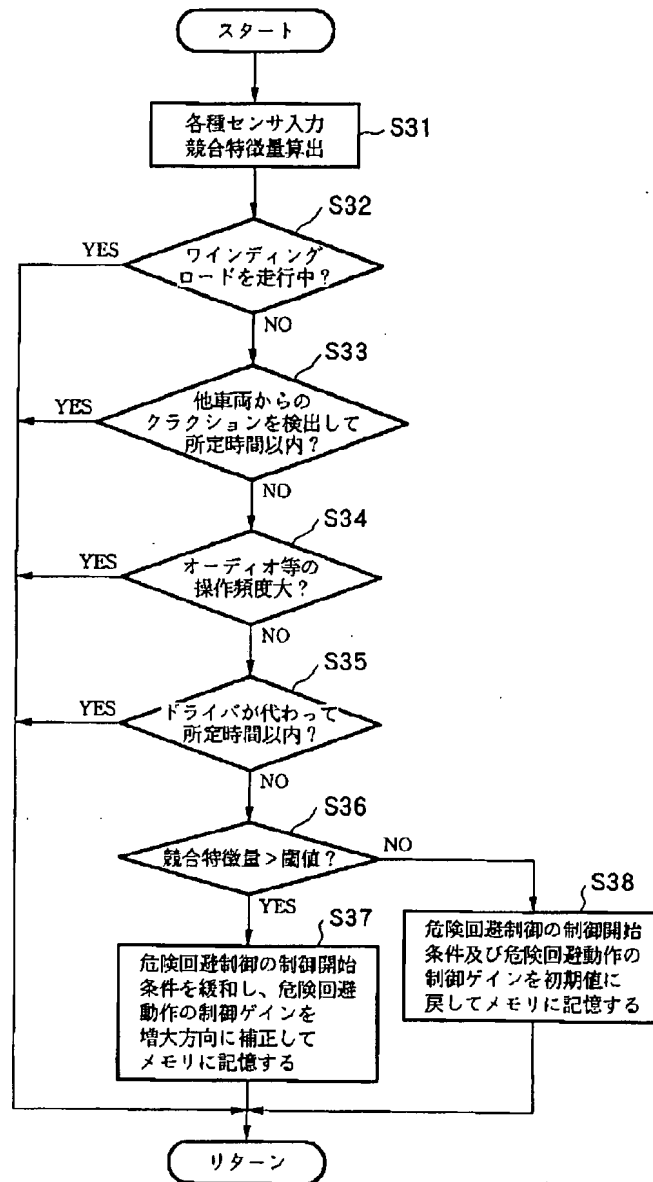 スタート
各種センサ入力
競合特徴量算出
S31
S32
YES
ワインディング
ロードを走行中？
NO
S33
YES
他車両からの
クラクションを検出して
所定時間以内？
NO
S34
YES
オーディオ等の
操作頻度大？
NO
S35
YES
ドライバが代わって
所定時間以内？
NO
S36
競合特徴量＞閾値？
NO
YES
S37
危険回避制御の制御開始
条件を緩和し、危険回避
動作の制御ゲインを
増大方向に補正して
メモリに記憶する
S38
危険回避制御の制御開始
条件及び危険回避動作の
制御ゲインを初期値に
戻してメモリに記憶する
リターン